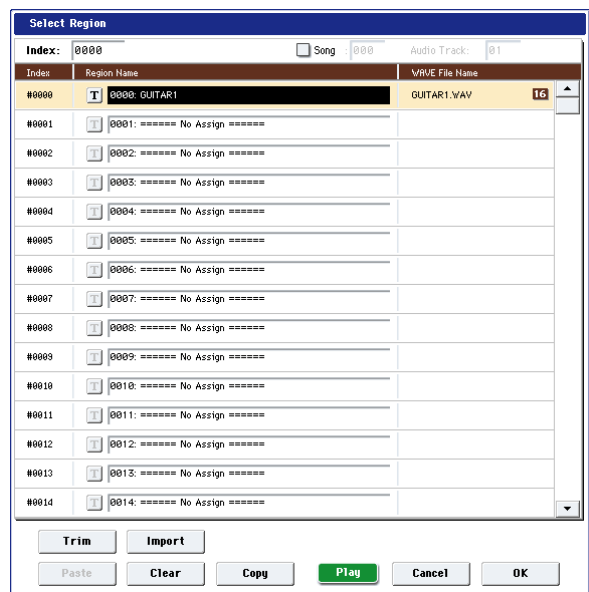 Select Region
Index: 0000 Song : 000 Audio Track: 01
Index Region Name WAVE File Name
#0000 T 0000: GUITAR1 GUITAR1.WAV 16
#0001 T 0001: ====== No Assign ======
#0002 T 0002: ====== No Assign ======
#0003 T 0003: ====== No Assign ======
#0004 T 0004: ====== No Assign ======
#0005 T 0005: ====== No Assign ======
#0006 T 0006: ====== No Assign ======
#0007 T 0007: ====== No Assign ======
#0008 T 0008: ====== No Assign ======
#0009 T 0009: ====== No Assign ======
#0010 T 0010: ====== No Assign ======
#0011 T 0011: ====== No Assign ======
#0012 T 0012: ====== No Assign ======
#0013 T 0013: ====== No Assign ======
#0014 T 0014: ====== No Assign ======
Trim Import
Paste Clear Copy Play Cancel OK